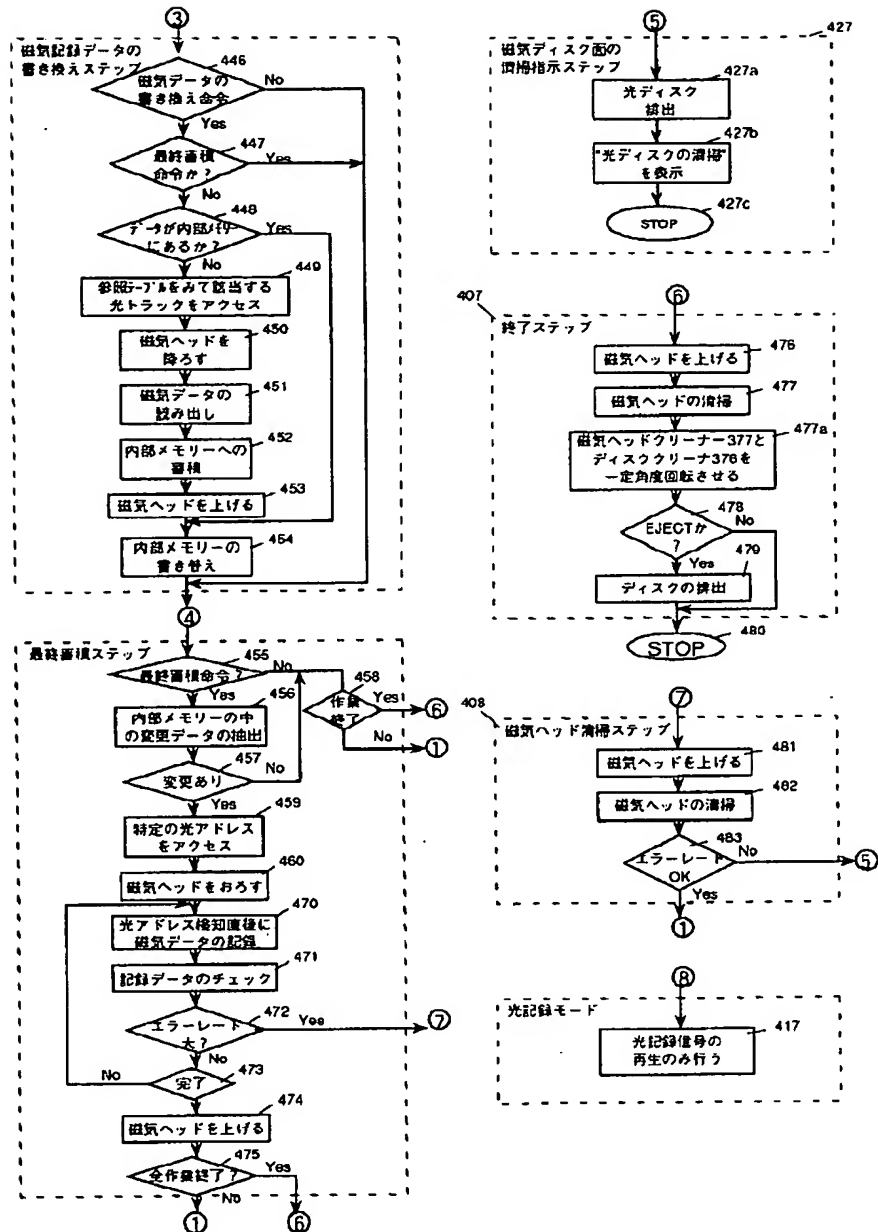 ③
磁気記録データの
書き換えステップ
446
磁気データの
書き換え命令
No
Yes
447
最終蓄積
命令か?
Yes
No
448
データが内部メモリー
にあるか?
Yes
No
449
参照テーブルをみて該当する
光トラックをアクセス
450
磁気ヘッドを
降ろす
451
磁気データの
読み出し
452
内部メモリーへの
蓄積
453
磁気ヘッドを上げる
454
内部メモリーの
書き替え
④
最終蓄積ステップ
455
最終蓄積命令?
No
Yes
456
内部メモリーの中
の変更データの抽出
458
作業
終了
Yes
⑥
No
①
457
変更あり
No
Yes
459
特定の光アドレス
をアクセス
460
磁気ヘッドをおろす
470
光アドレス検知直後に
磁気データの記録
471
記録データのチェック
472
エラーレート
大?
Yes
⑦
No
473
完了
No
474
磁気ヘッドを上げる
475
全作業終了?
Yes
No
①
⑥
⑤
427
磁気ディスク面の
清掃指示ステップ
427a
光ディスク
排出
427b
"光ディスクの清掃"
を表示
427c
STOP
⑥
407
終了ステップ
476
磁気ヘッドを上げる
477
磁気ヘッドの清掃
477a
磁気ヘッドクリーナー377と
ディスククリーナ376を
一定角度回転させる
478
EJECTか
?
No
Yes
479
ディスクの排出
480
STOP
⑦
408
磁気ヘッド清掃ステップ
481
磁気ヘッドを上げる
482
磁気ヘッドの清掃
483
エラーレート
OK
No
⑤
Yes
①
⑧
光記録モード
417
光記録信号の
再生のみ行う